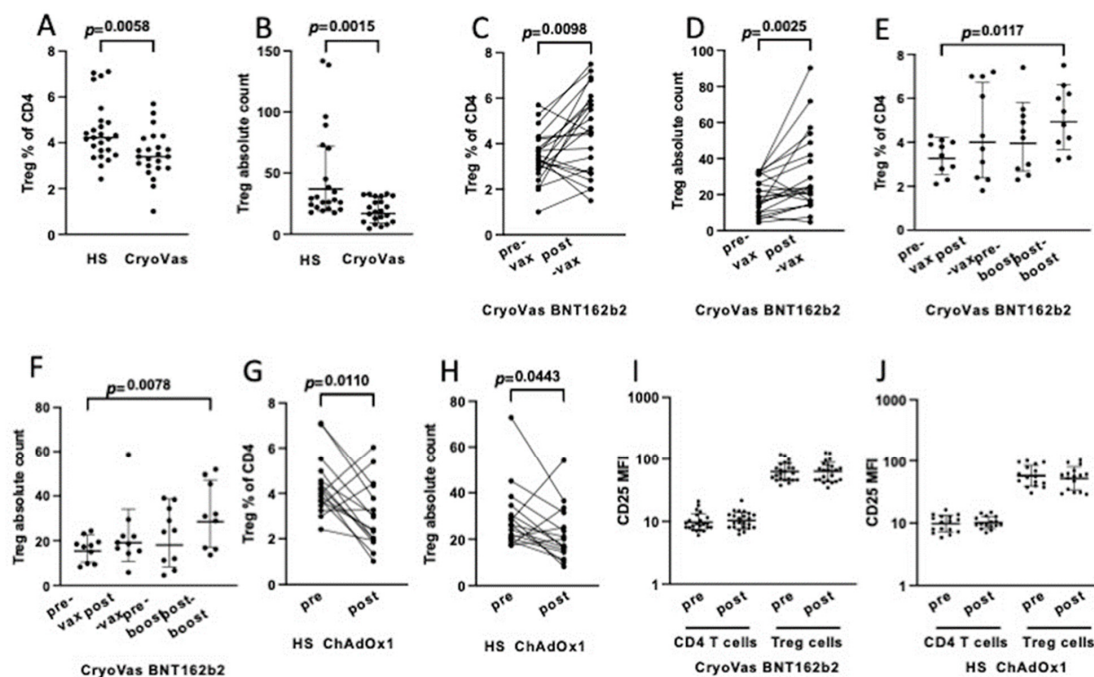 A
p=0.0058
Treg % of CD4
8
6
4
2
0
HS CryoVas
B
p=0.0015
Treg absolute count
150
100
50
0
HS CryoVas
C
p=0.0098
Treg % of CD4
8
6
4
2
0
pre-vax post-vax
CryoVas BNT162b2
D
p=0.0025
Treg absolute count
100
80
60
40
20
0
pre-vax post-vax
CryoVas BNT162b2
E
p=0.0117
Treg % of CD4
8
6
4
2
0
pre-vax post-vax pre-boost post-boost
CryoVas BNT162b2
F
p=0.0078
Treg absolute count
80
60
40
20
0
pre-vax post-vax pre-boost post-boost
CryoVas BNT162b2
G
p=0.0110
Treg % of CD4
8
6
4
2
0
pre post
HS ChAdOx1
H
p=0.0443
Treg absolute count
80
60
40
20
0
pre post
HS ChAdOx1
I
CD25 MFI
1000
100
10
1
pre post pre post
CD4 T cells Treg cells
CryoVas BNT162b2
J
CD25 MFI
1000
100
10
1
pre post pre post
CD4 T cells Treg cells
HS ChAdOx1